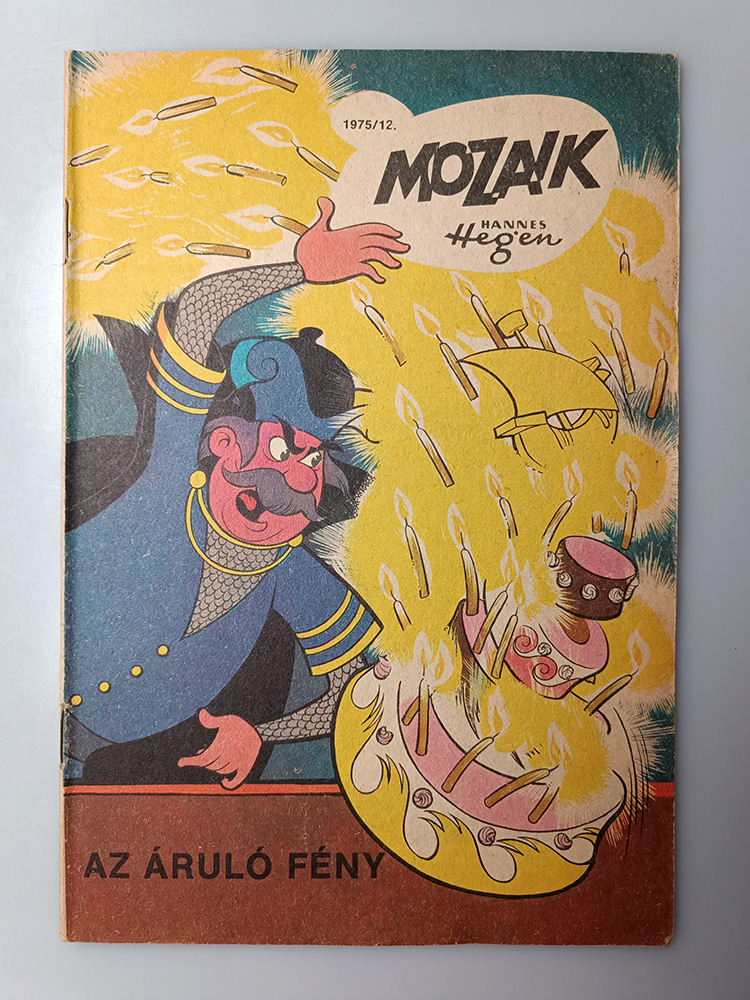 1975/12.
MOZAIK
HANNES
Hegen
AZ ÁRULÓ FÉNY